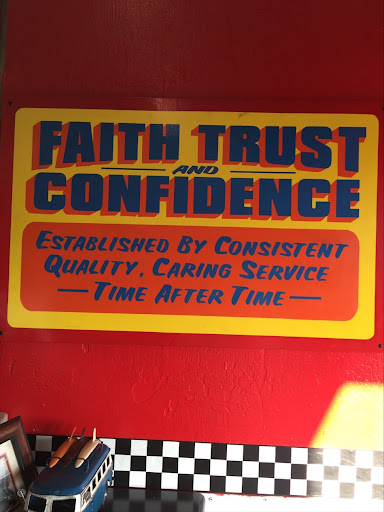 FAITH TRUST
AND
CONFIDENCE
ESTABLISHED BY CONSISTENT
QUALITY, CARING SERVICE
— TIME AFTER TIME —